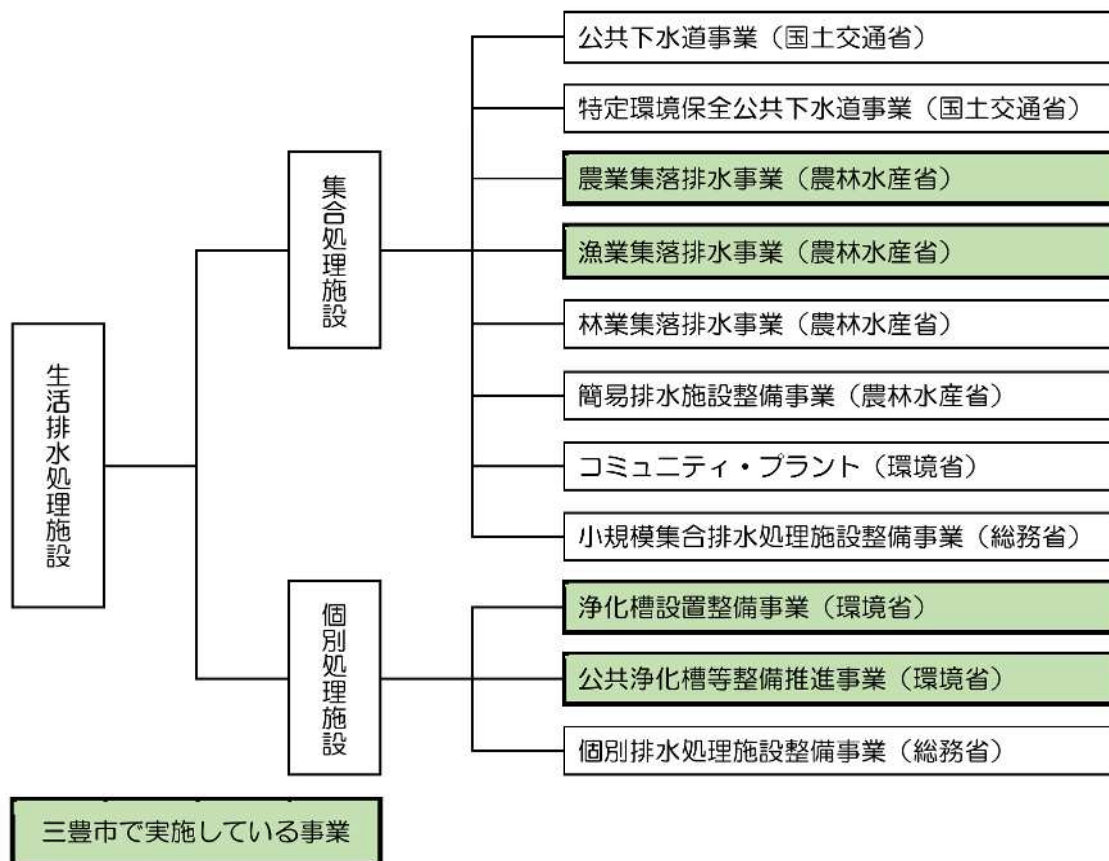 生活排水処理施設
集合処理施設
公共下水道事業（国土交通省）
特定環境保全公共下水道事業（国土交通省）
農業集落排水事業（農林水産省）
漁業集落排水事業（農林水産省）
林業集落排水事業（農林水産省）
簡易排水施設整備事業（農林水産省）
コミュニティ・プラント（環境省）
小規模集合排水処理施設整備事業（総務省）
個別処理施設
浄化槽設置整備事業（環境省）
公共浄化槽等整備推進事業（環境省）
個別排水処理施設整備事業（総務省）
三豊市で実施している事業